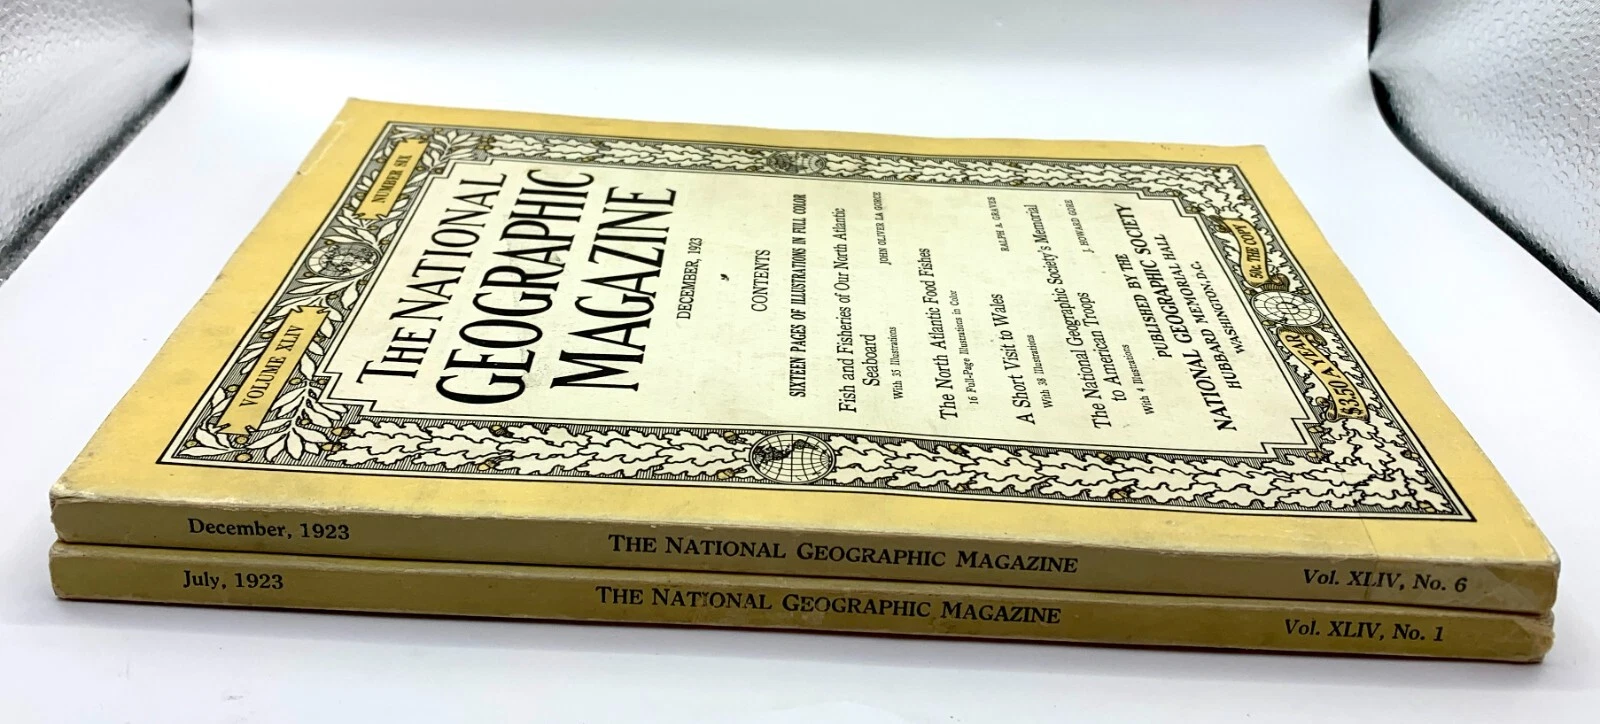 VOLUME XLIV
NUMBER SIX
THE NATIONAL
GEOGRAPHIC
MAGAZINE
DECEMBER, 1923
CONTENTS
SIXTEEN PAGES OF ILLUSTRATIONS IN FULL COLOR
Fish and Fisheries of Our North Atlantic
Seaboard
With 35 Illustrations
JOHN OLIVER LA GORCE
The North Atlantic Food Fishes
16 Full-Page Illustrations in Color
A Short Visit to Wales
With 38 Illustrations
RALPH A. GRAVES
The National Geographic Society's Memorial
to American Troops
With 4 Illustrations
J. HOWARD GORE
PUBLISHED BY THE
NATIONAL GEOGRAPHIC SOCIETY
HUBBARD MEMORIAL HALL
WASHINGTON, D.C.
$3.50 A YEAR
50c THE COPY
December, 1923
THE NATIONAL GEOGRAPHIC MAGAZINE
Vol. XLIV, No. 6
July, 1923
THE NATIONAL GEOGRAPHIC MAGAZINE
Vol. XLIV, No. 1